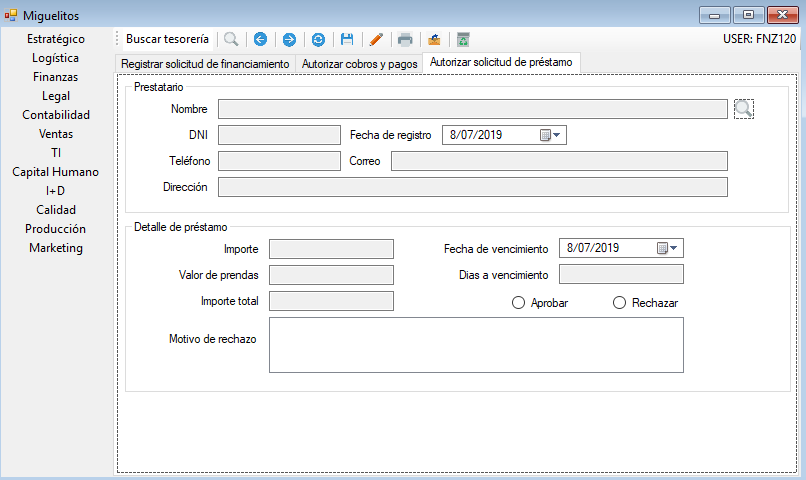 Miguelitos
Estratégico
Logística
Finanzas
Legal
Contabilidad
Ventas
TI
Capital Humano
I+D
Calidad
Producción
Marketing
Buscar tesorería
USER: FNZ120
Registrar solicitud de financiamiento
Autorizar cobros y pagos
Autorizar solicitud de préstamo
Prestatario
Nombre
DNI
Fecha de registro
8/07/2019
Teléfono
Correo
Dirección
Detalle de préstamo
Importe
Fecha de vencimiento
8/07/2019
Valor de prendas
Dias a vencimiento
Importe total
Aprobar
Rechazar
Motivo de rechazo